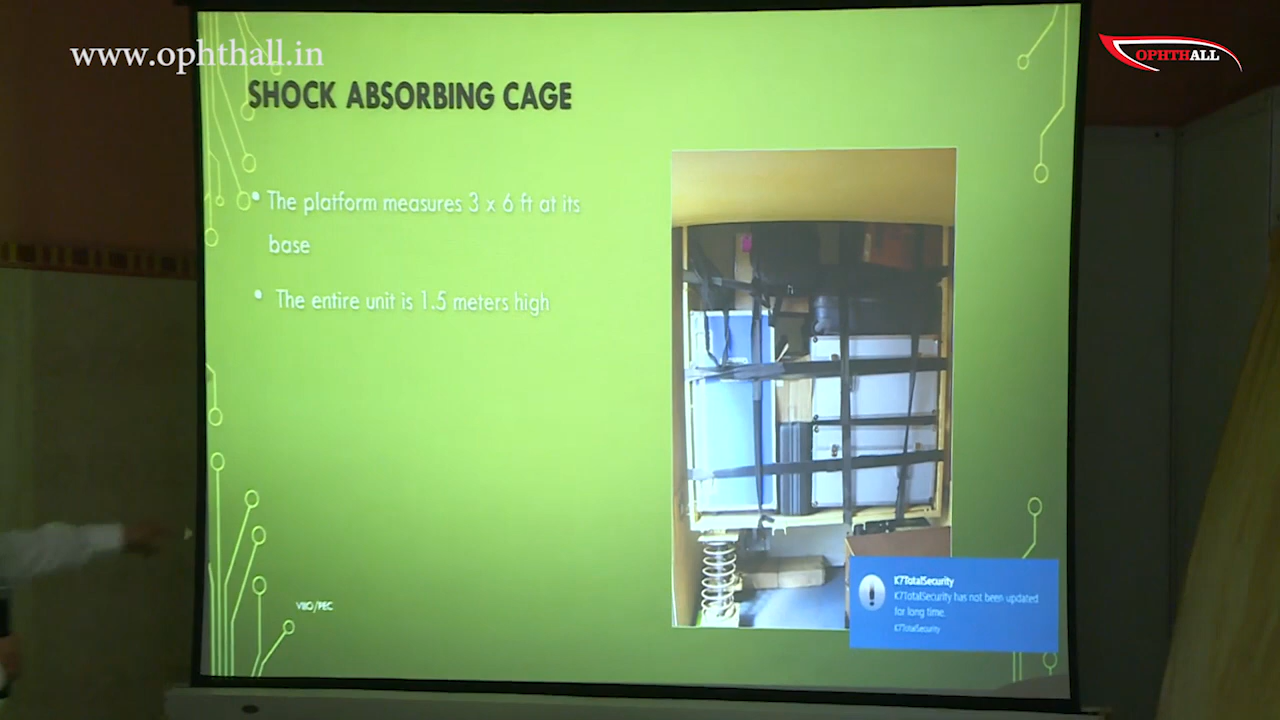 www.ophthall.in
OPHTHALL
SHOCK ABSORBING CAGE
• The platform measures 3 x 6 ft at its
base
• The entire unit is 1.5 meters high
K7TotalSecurity
K7TotalSecurity has not been updated
for long time.
K7TotalSecurity
VIIO/PEC